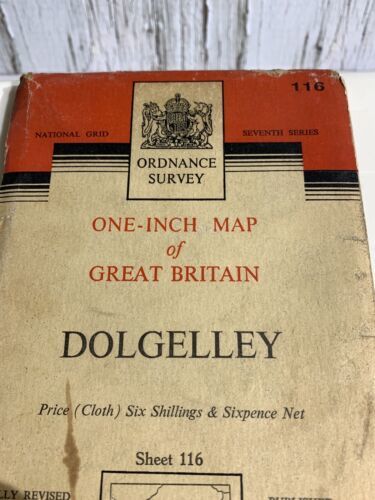 116
NATIONAL GRID
SEVENTH SERIES
ORDNANCE
SURVEY
ONE-INCH MAP
of
GREAT BRITAIN
DOLGELLEY
Price (Cloth) Six Shillings & Sixpence Net
Sheet 116
LLY REVISED
PUBLISHED